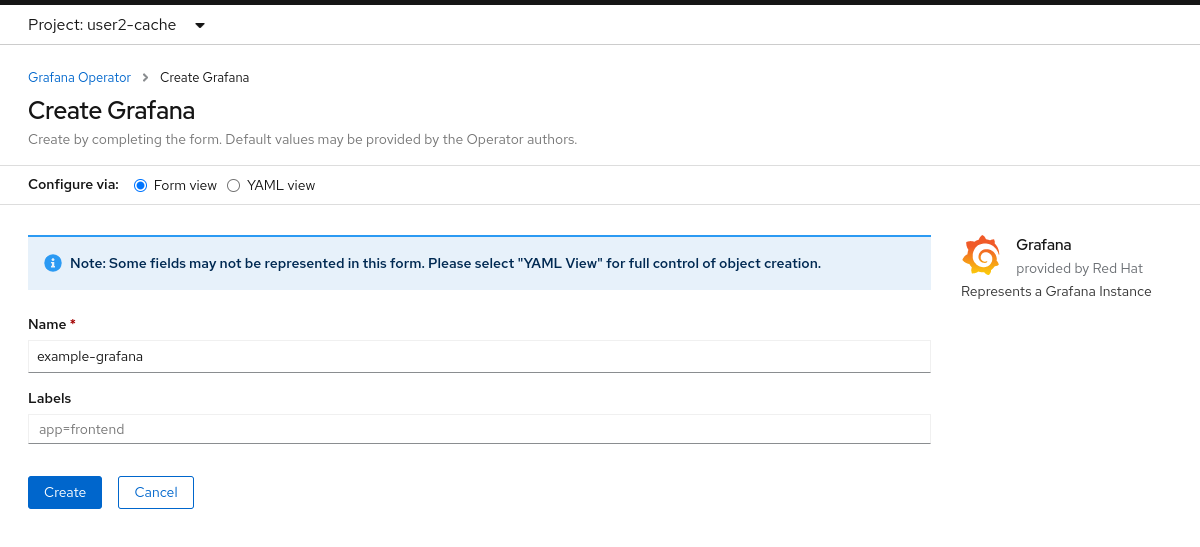 Project: user2-cache
Grafana Operator > Create Grafana
Create Grafana
Create by completing the form. Default values may be provided by the Operator authors.
Configure via: Form view YAML view
Note: Some fields may not be represented in this form. Please select "YAML View" for full control of object creation.
Grafana
provided by Red Hat
Represents a Grafana Instance
Name *
example-grafana
Labels
app=frontend
Create Cancel